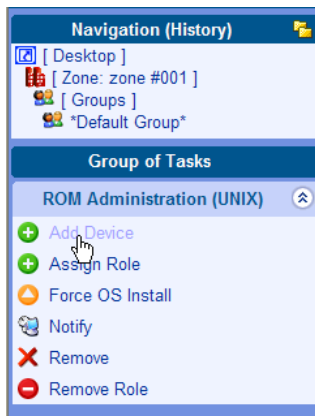 Navigation (History)
[ Desktop ]
[ Zone: zone #001 ]
[ Groups ]
*Default Group*
Group of Tasks
ROM Administration (UNIX)
Add Device
Assign Role
Force OS Install
Notify
Remove
Remove Role